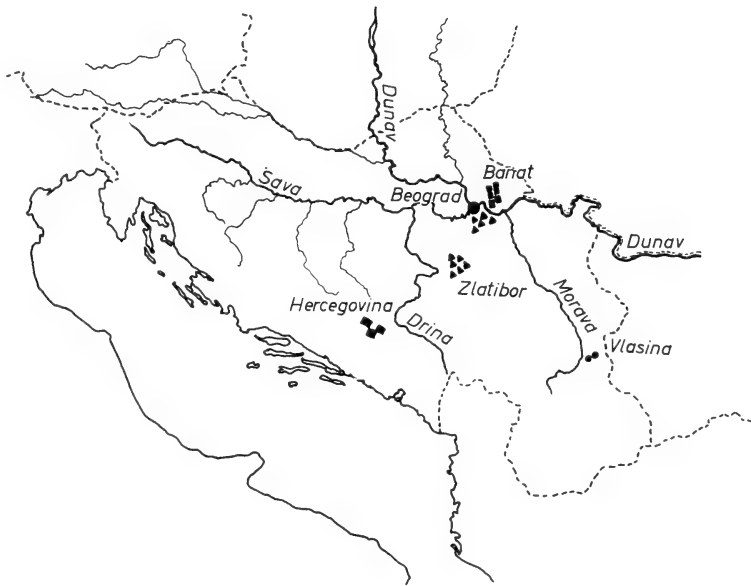 Dunav
Banat
Sava
Beograd
Dunav
Zlatibor
Hercegovina
Drina
Morava
Vlasina